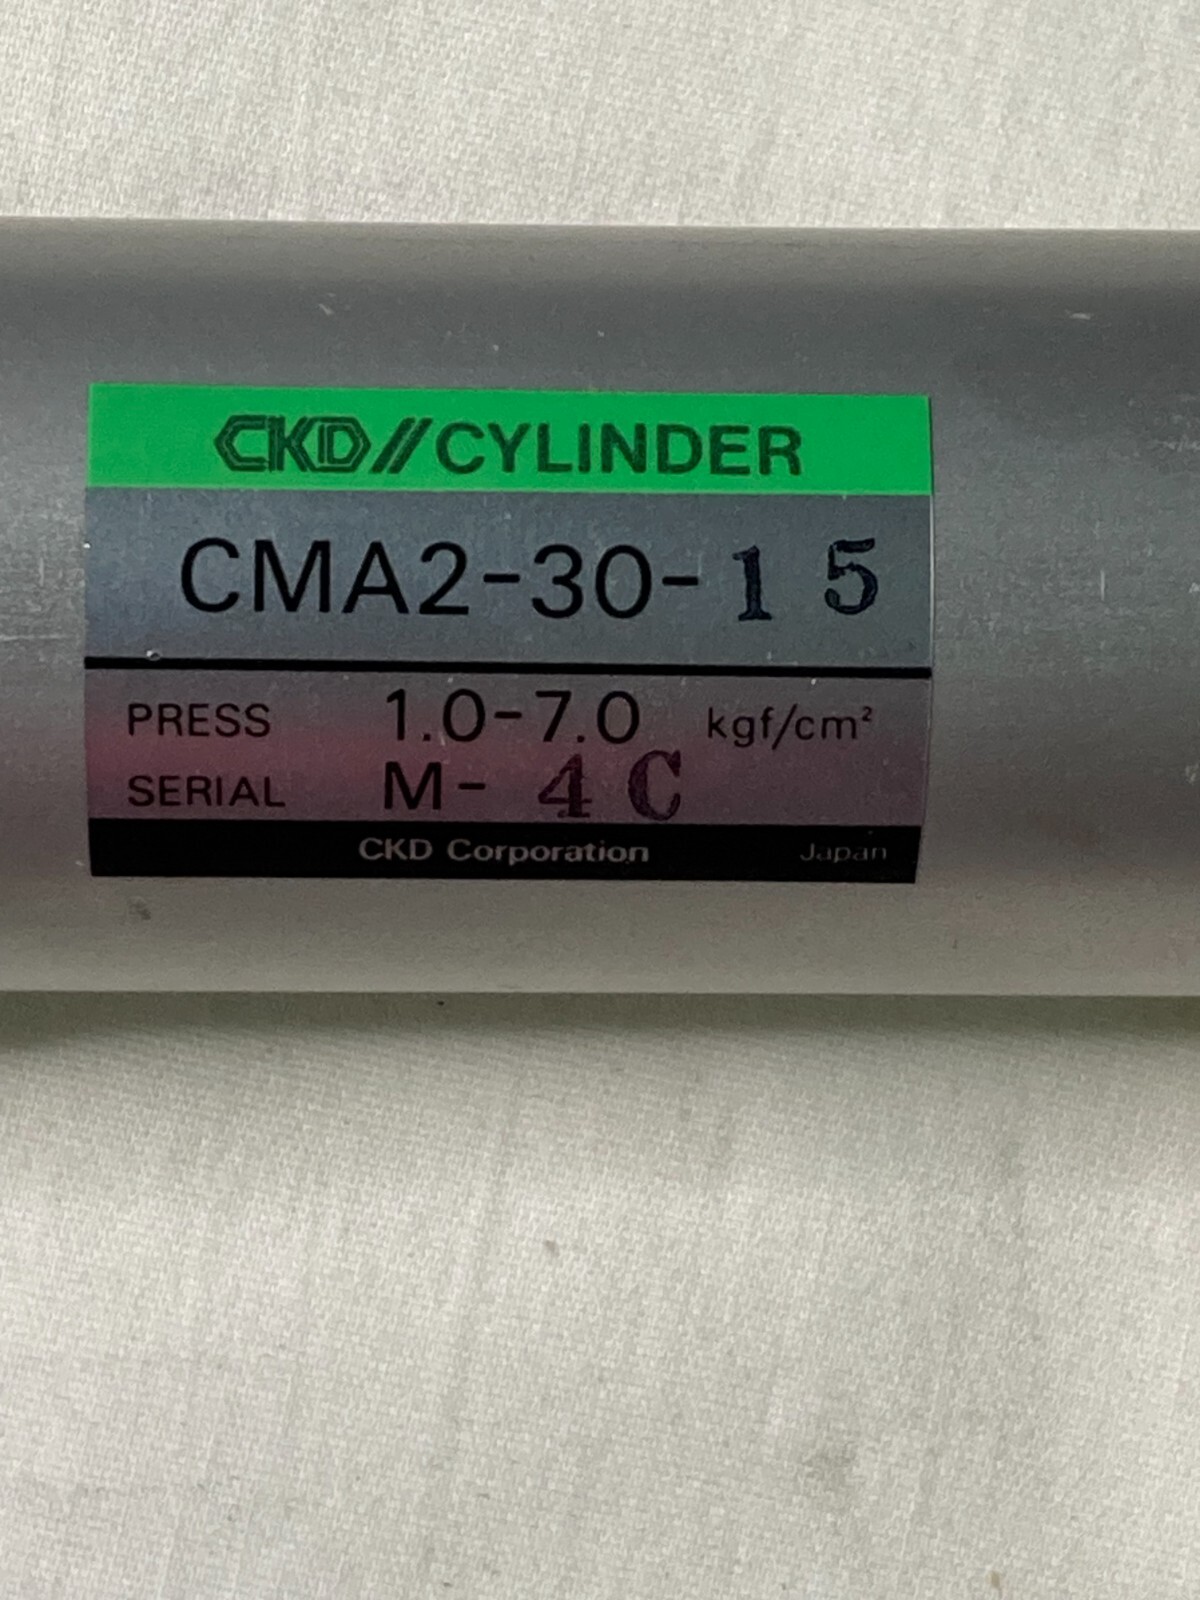 CKD//CYLINDER
CMA2-30-15
PRESS 1.0-7.0 kgf/cm²
SERIAL M-4C
CKD Corporation Japan